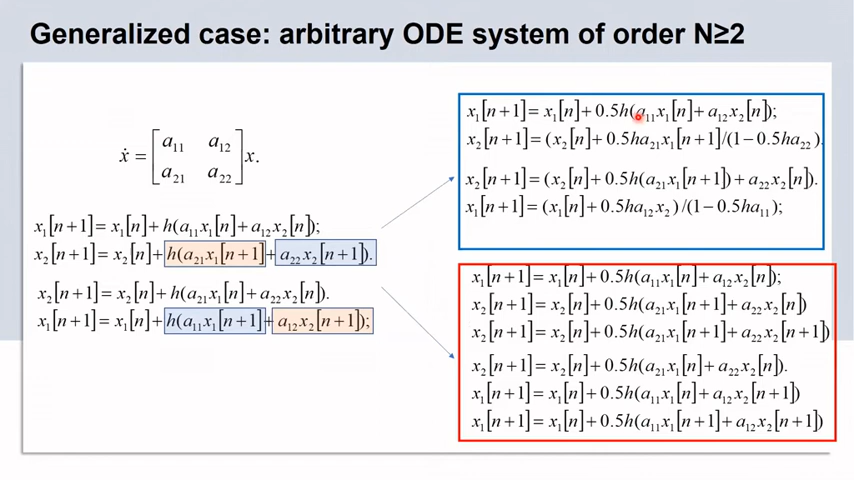 Generalized case: arbitrary ODE system of order N≥2
ẋ = [a₁₁ a₁₂
a₂₁ a₂₂] x.
x₁[n+1] = x₁[n] + h(a₁₁x₁[n] + a₁₂x₂[n]);
x₂[n+1] = x₂[n] + h(a₂₁x₁[n+1] + a₂₂x₂[n+1]).
x₂[n+1] = x₂[n] + h(a₂₁x₁[n] + a₂₂x₂[n]).
x₁[n+1] = x₁[n] + h(a₁₁x₁[n+1] + a₁₂x₂[n+1]);
x₁[n+1] = x₁[n] + 0.5h(a₁₁x₁[n] + a₁₂x₂[n]);
x₂[n+1] = (x₂[n] + 0.5ha₂₁x₁[n+1]/(1−0.5ha₂₂).
x₂[n+1] = (x₂[n] + 0.5h(a₂₁x₁[n+1]) + a₂₂x₂[n]).
x₁[n+1] = (x₁[n] + 0.5ha₁₂x₂)/(1−0.5ha₁₁);
x₁[n+1] = x₁[n] + 0.5h(a₁₁x₁[n] + a₁₂x₂[n];
x₂[n+1] = x₂[n] + 0.5h(a₂₁x₁[n+1] + a₂₂x₂[n])
x₂[n+1] = x₂[n] + 0.5h(a₂₁x₁[n+1] + a₂₂x₂[n+1])
x₂[n+1] = x₂[n] + 0.5h(a₂₁x₁[n] + a₂₂x₂[n].
x₁[n+1] = x₁[n] + 0.5h(a₁₁x₁[n] + a₁₂x₂[n+1])
x₁[n+1] = x₁[n] + 0.5h(a₁₁x₁[n+1] + a₁₂x₂[n+1])